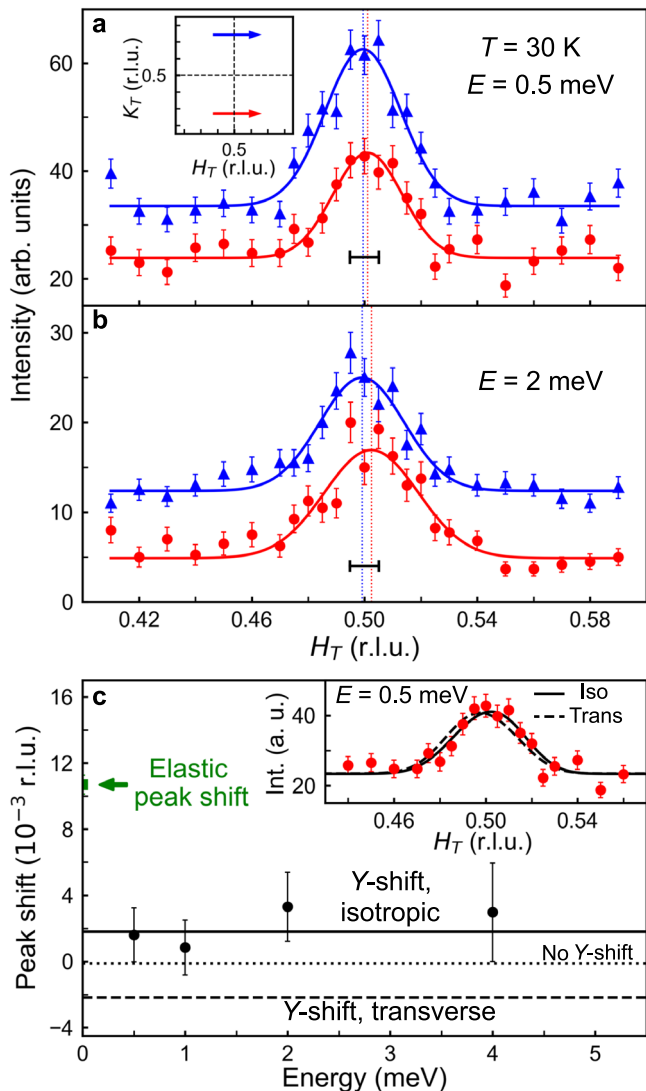 a
T = 30 K
E = 0.5 meV
K_T (r.l.u.)
0.5
0.5
H_T (r.l.u.)
60
40
20
Intensity (arb. units)
b
E = 2 meV
30
20
10
0
0.42 0.46 0.50 0.54 0.58
H_T (r.l.u.)
c
E = 0.5 meV
Iso
Trans
Int. (a. u.)
40
20
0.46 0.50 0.54
H_T (r.l.u.)
16
12
8
4
0
−4
Peak shift (10⁻³ r.l.u.)
Elastic
peak shift
Y-shift,
isotropic
No Y-shift
Y-shift, transverse
0 1 2 3 4 5
Energy (meV)